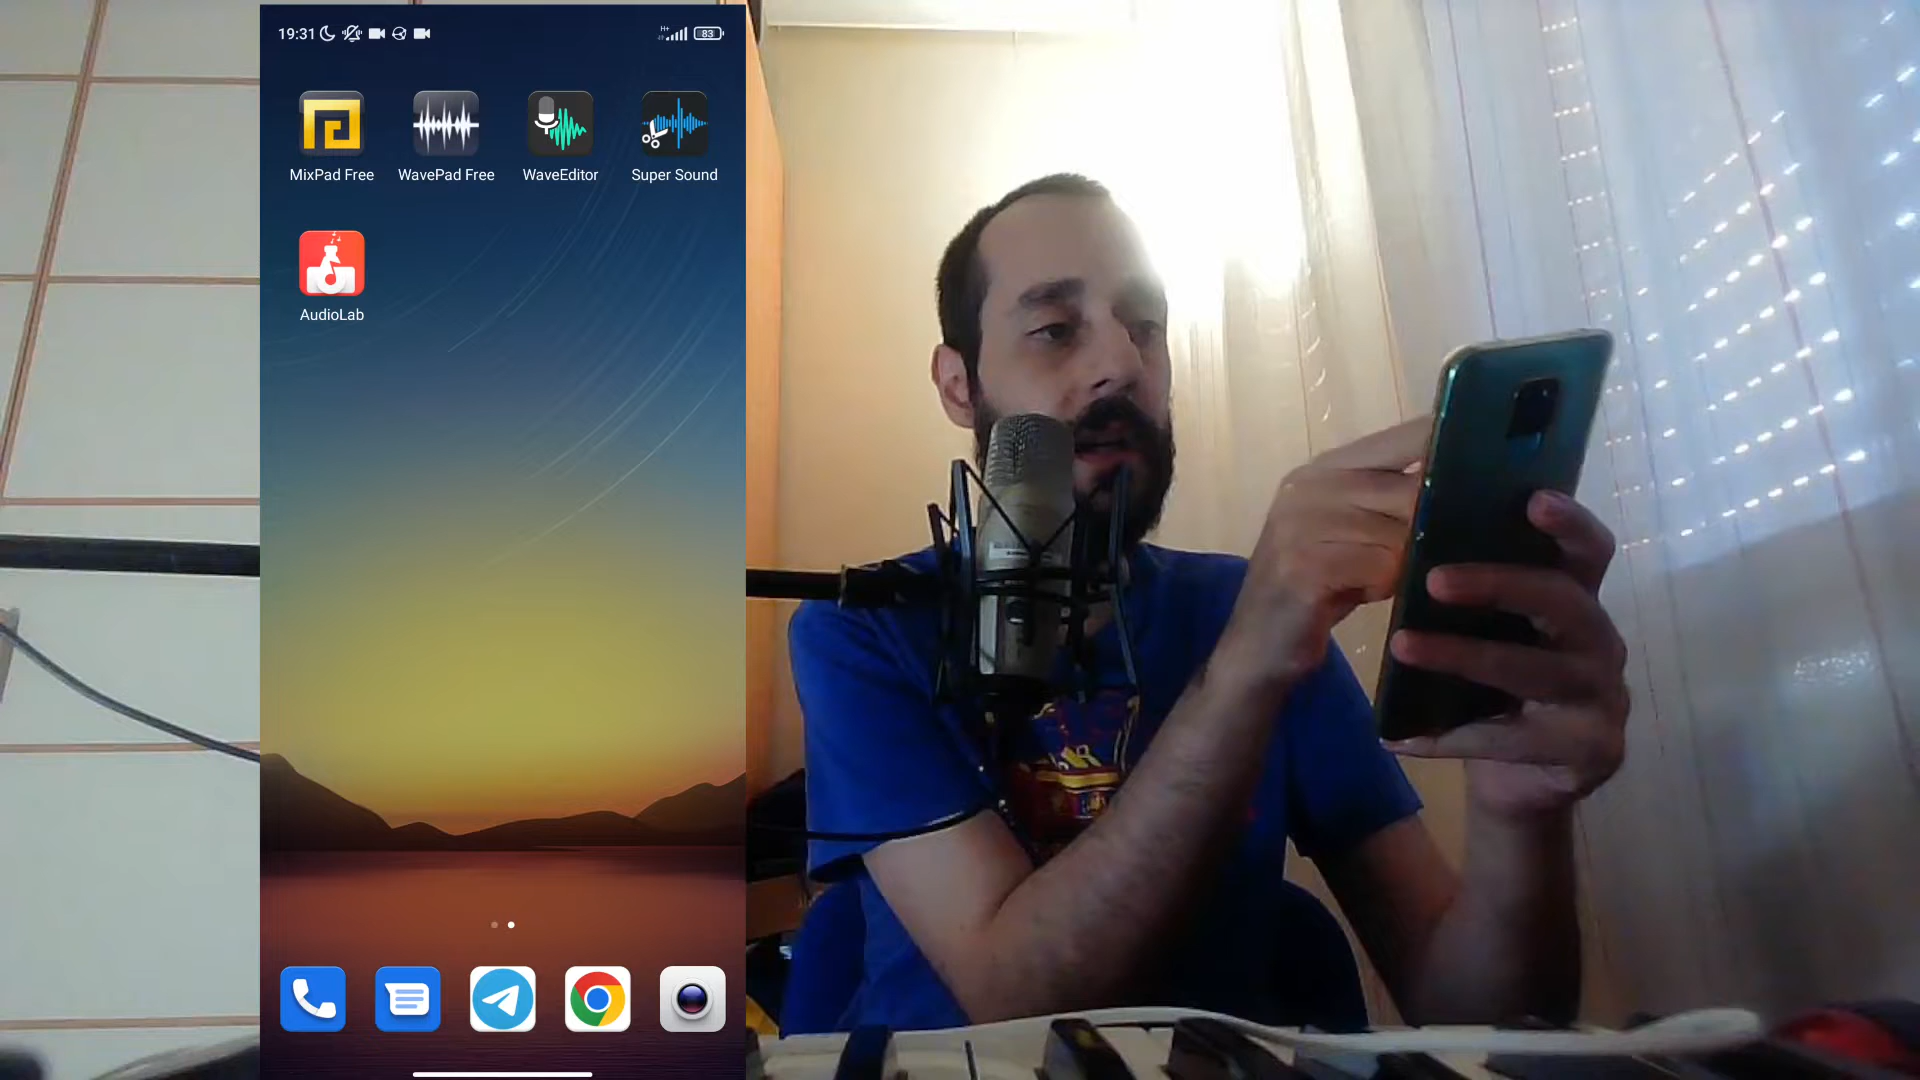 19:31
H+
83
MixPad Free
WavePad Free
WaveEditor
Super Sound
AudioLab